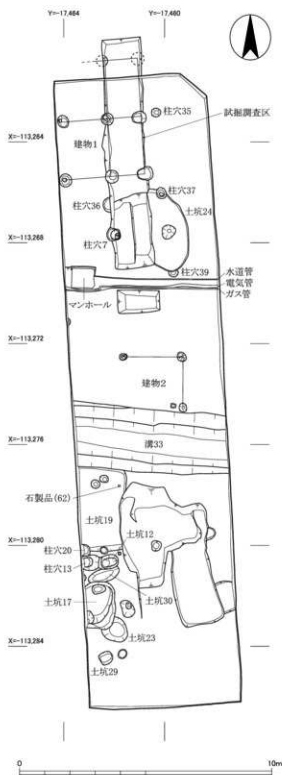 Y=-17,484
Y=-17,480
柱穴35
試掘調査区
X=-113,264
建物1
柱穴37
柱穴36
土坑24
X=-113,268
柱穴7
柱穴39
水道管
電気管
ガス管
マンホール
X=-113,272
建物2
X=-113,276
溝33
石製品(62)
土坑19
土坑12
X=-113,280
柱穴20
柱穴13
土坑17
土坑30
土坑23
X=-113,284
土坑29
0
10m